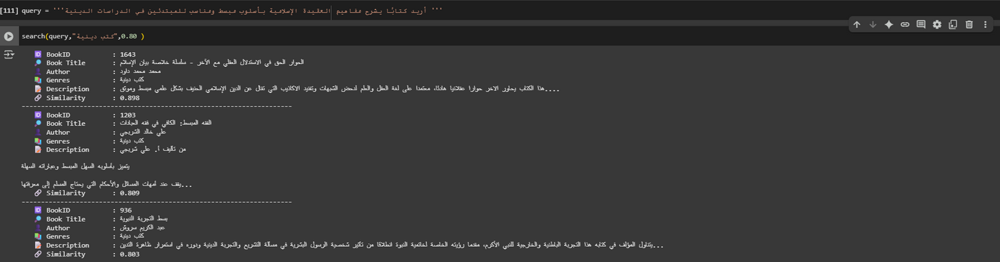 [111] query = '''أريد كتابًا يشرح مفاهيم العقيدة الإسلامية بأسلوب مبسط ومناسب للمبتدئين في الدراسات الدينية '''
search(query,"كتب دينية",0.80 )
🆔 BookID : 1643
🔎 Book Title : الحوار الحق في الاستدلال العقلي مع الآخر - سلسلة خلاصة بيان الإسلام
👤 Author : محمد محمد داود
📚 Genres : كتب دينية
📝 Description : هذا الكتاب يحاور الاخر حوارا عقلانيا هادئا، معتمدا على لغة العقل والعلم لدحض الشبهات وتفنيد الاكاذيب التي تقال عن الدين الإسلامي الحنيف بشكل علمي مبسط وموثق....
🔗 Similarity : 0.898
--------------------------------------------------------------------------------
🆔 BookID : 1203
🔎 Book Title : الفقه المبسط: الكافي في فقه العبادات
👤 Author : علي خالد الشربجي
📚 Genres : كتب دينية
📝 Description : من تأليف أ. علي شربجي
يتميز بأسلوبه السهل المبسط وعباراته السهلة
يقف عند أمهات المسائل والأحكام التي يحتاج المسلم إلى معرفتها...
🔗 Similarity : 0.809
--------------------------------------------------------------------------------
🆔 BookID : 936
🔎 Book Title : بسط التجربة النبوية
👤 Author : عبد الكريم سروش
📚 Genres : كتب دينية
📝 Description : يتناول المؤلف في كتابه هذا التجربة الباطنية والخارجية للنبي الأكرم، مقدما رؤيته الخاصة لخاتمية النبوة انطلاقا من تأثير شخصية الرسول البشرية في مسألة التشريع والتجربة الدينية ودوره في استمرار ظاهرة التدين...
🔗 Similarity : 0.803